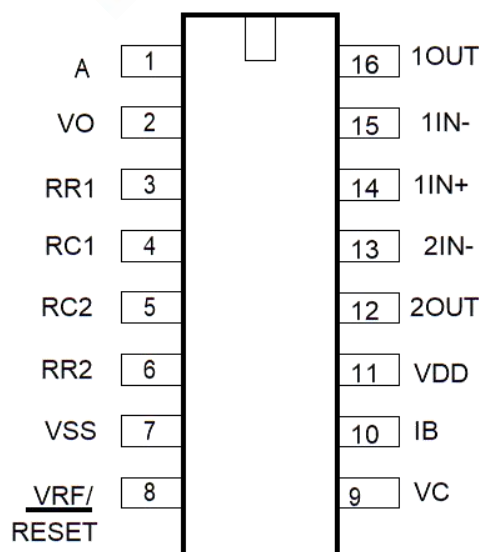 A 1 16 1OUT
VO 2 15 1IN-
RR1 3 14 1IN+
RC1 4 13 2IN-
RC2 5 12 2OUT
RR2 6 11 VDD
VSS 7 10 IB
VRF/ 8 9 VC
RESET